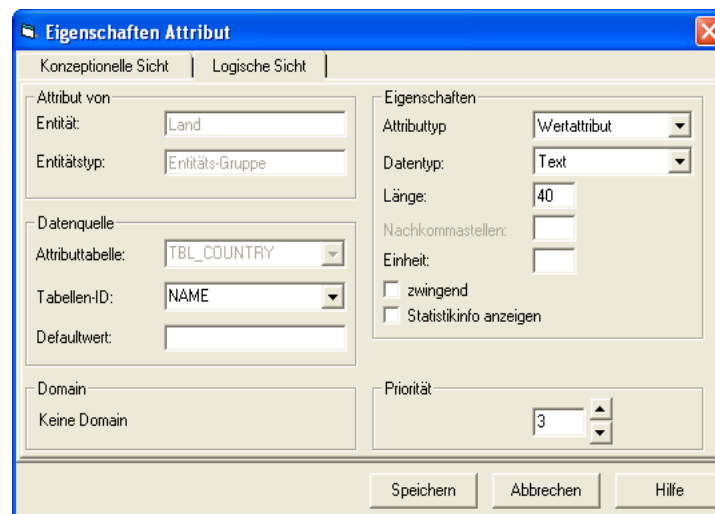 Eigenschaften Attribut
Konzeptionelle Sicht
Logische Sicht
Attribut von
Entität: Land
Entitätstyp: Entitäts-Gruppe
Datenquelle
Attributtabelle: TBL_COUNTRY
Tabellen-ID: NAME
Defaultwert:
Domain
Keine Domain
Eigenschaften
Attributtyp Wertattribut
Datentyp: Text
Länge: 40
Nachkommastellen:
Einheit:
zwingend
Statistikinfo anzeigen
Priorität
3
Speichern
Abbrechen
Hilfe